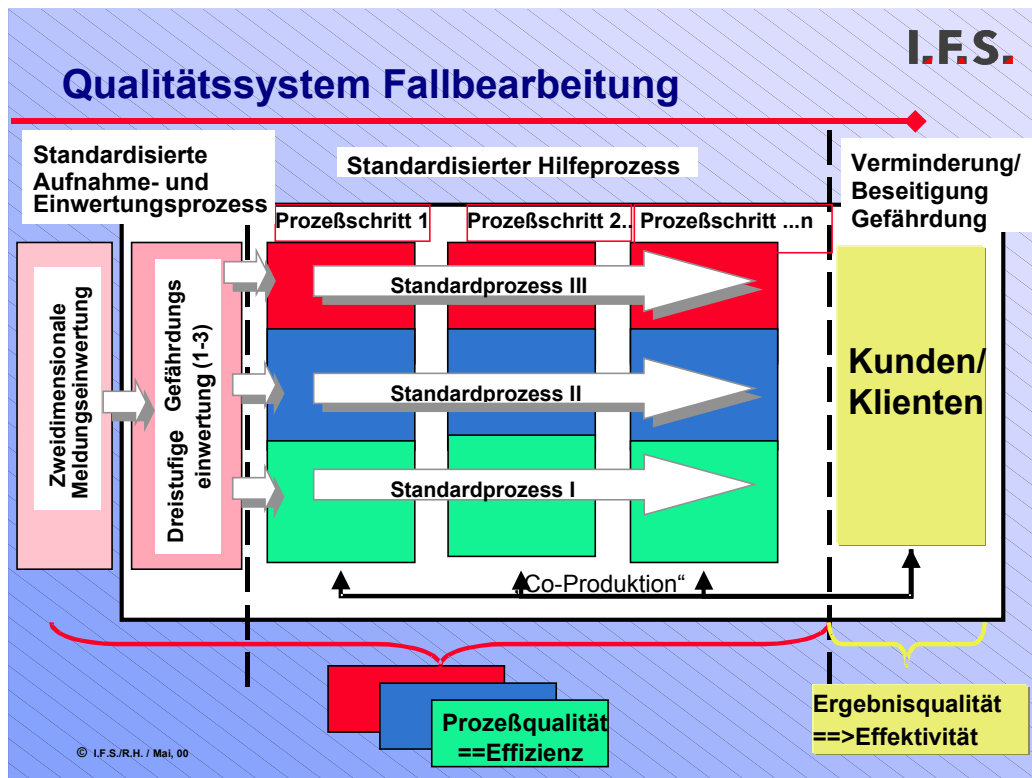 I.F.S.
Qualitätssystem Fallbearbeitung
Standardisierte
Aufnahme- und
Einwertungsprozess
Standardisierter Hilfeprozess
Verminderung/
Beseitigung
Gefährdung
Prozeßschritt 1
Prozeßschritt 2..
Prozeßschritt ...n
Zweidimensionale
Meldungseinwertung
Dreistufige Gefährdungs
einwertung (1-3)
Standardprozess III
Standardprozess II
Standardprozess I
Kunden/
Klienten
„Co-Produktion“
Prozeßqualität
==Effizienz
Ergebnisqualität
==>Effektivität
© I.F.S./R.H. / Mai, 00